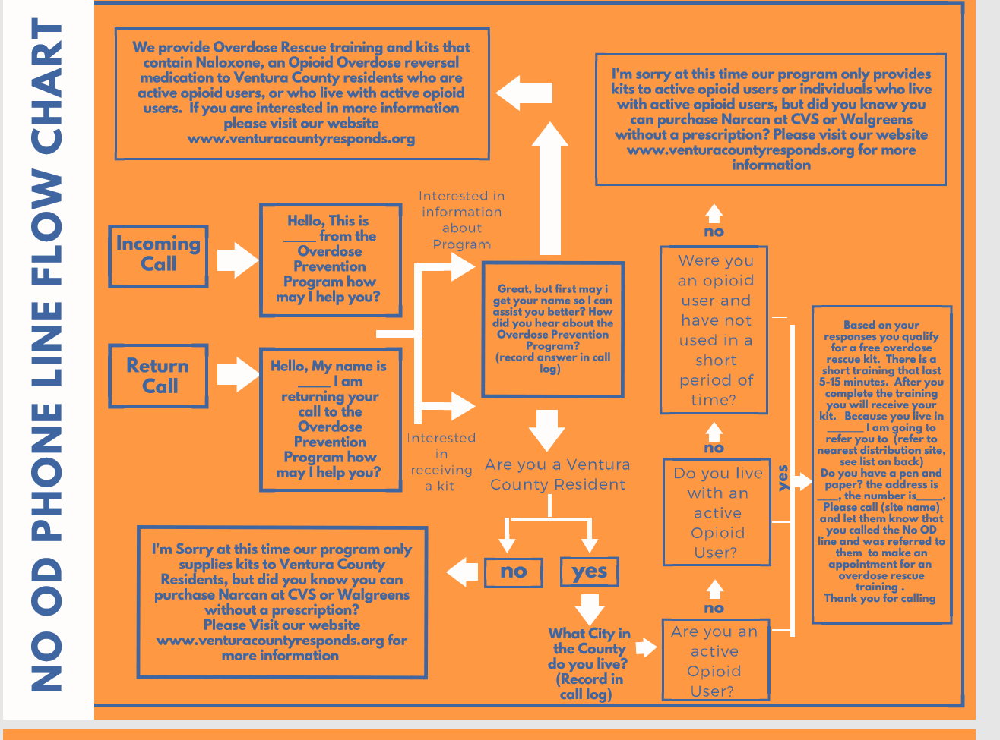 NO OD PHONE LINE FLOW CHART
We provide Overdose Rescue training and kits that
contain Naloxone, an Opioid Overdose reversal
medication to Ventura County residents who are
active opioid users, or who live with active opioid
users.  If you are interested in more information
please visit our website
www.venturacountyresponds.org
I'm sorry at this time our program only provides
kits to active opioid users or individuals who live
with active opioid users, but did you know you
can purchase Narcan at CVS or Walgreens
without a prescription? Please visit our website
www.venturacountyresponds.org for more
information
Incoming
Call
Hello, This is
_____ from the
Overdose
Prevention
Program how
may I help you?
Interested in
information
about
Program
Return
Call
Hello, My name is
_____ I am
returning your
call to the
Overdose
Prevention
Program how
may I help you?
Interested
in
receiving
a kit
Great, but first may i
get your name so I can
assist you better? How
did you hear about the
Overdose Prevention
Program?
(record answer in call
log)
Are you a Ventura
County Resident
no
yes
I'm Sorry at this time our program only
supplies kits to Ventura County
Residents, but did you know you can
purchase Narcan at CVS or Walgreens
without a prescription?
Please Visit our website
www.venturacountyresponds.org for
more information
What City in
the County
do you live?
(Record in
call log)
Are you an
active
Opioid
User?
no
Do you live
with an
active
Opioid
User?
no
Were you
an opioid
user and
have not
used in a
short
period of
time?
no
yes
Based on your
responses you qualify
for a free overdose
rescue kit.  There is a
short training that last
5-15 minutes.  After you
complete the training
you will receive your
kit.  Because you live in
_______ I am going to
refer you to  (refer to
nearest distribution site,
see list on back)
Do you have a pen and
paper? the address is
____, the number is_____.
Please call (site name)
and let them know that
you called the No OD
line and was referred to
them  to make an
appointment for an
overdose rescue
training .
Thank you for calling